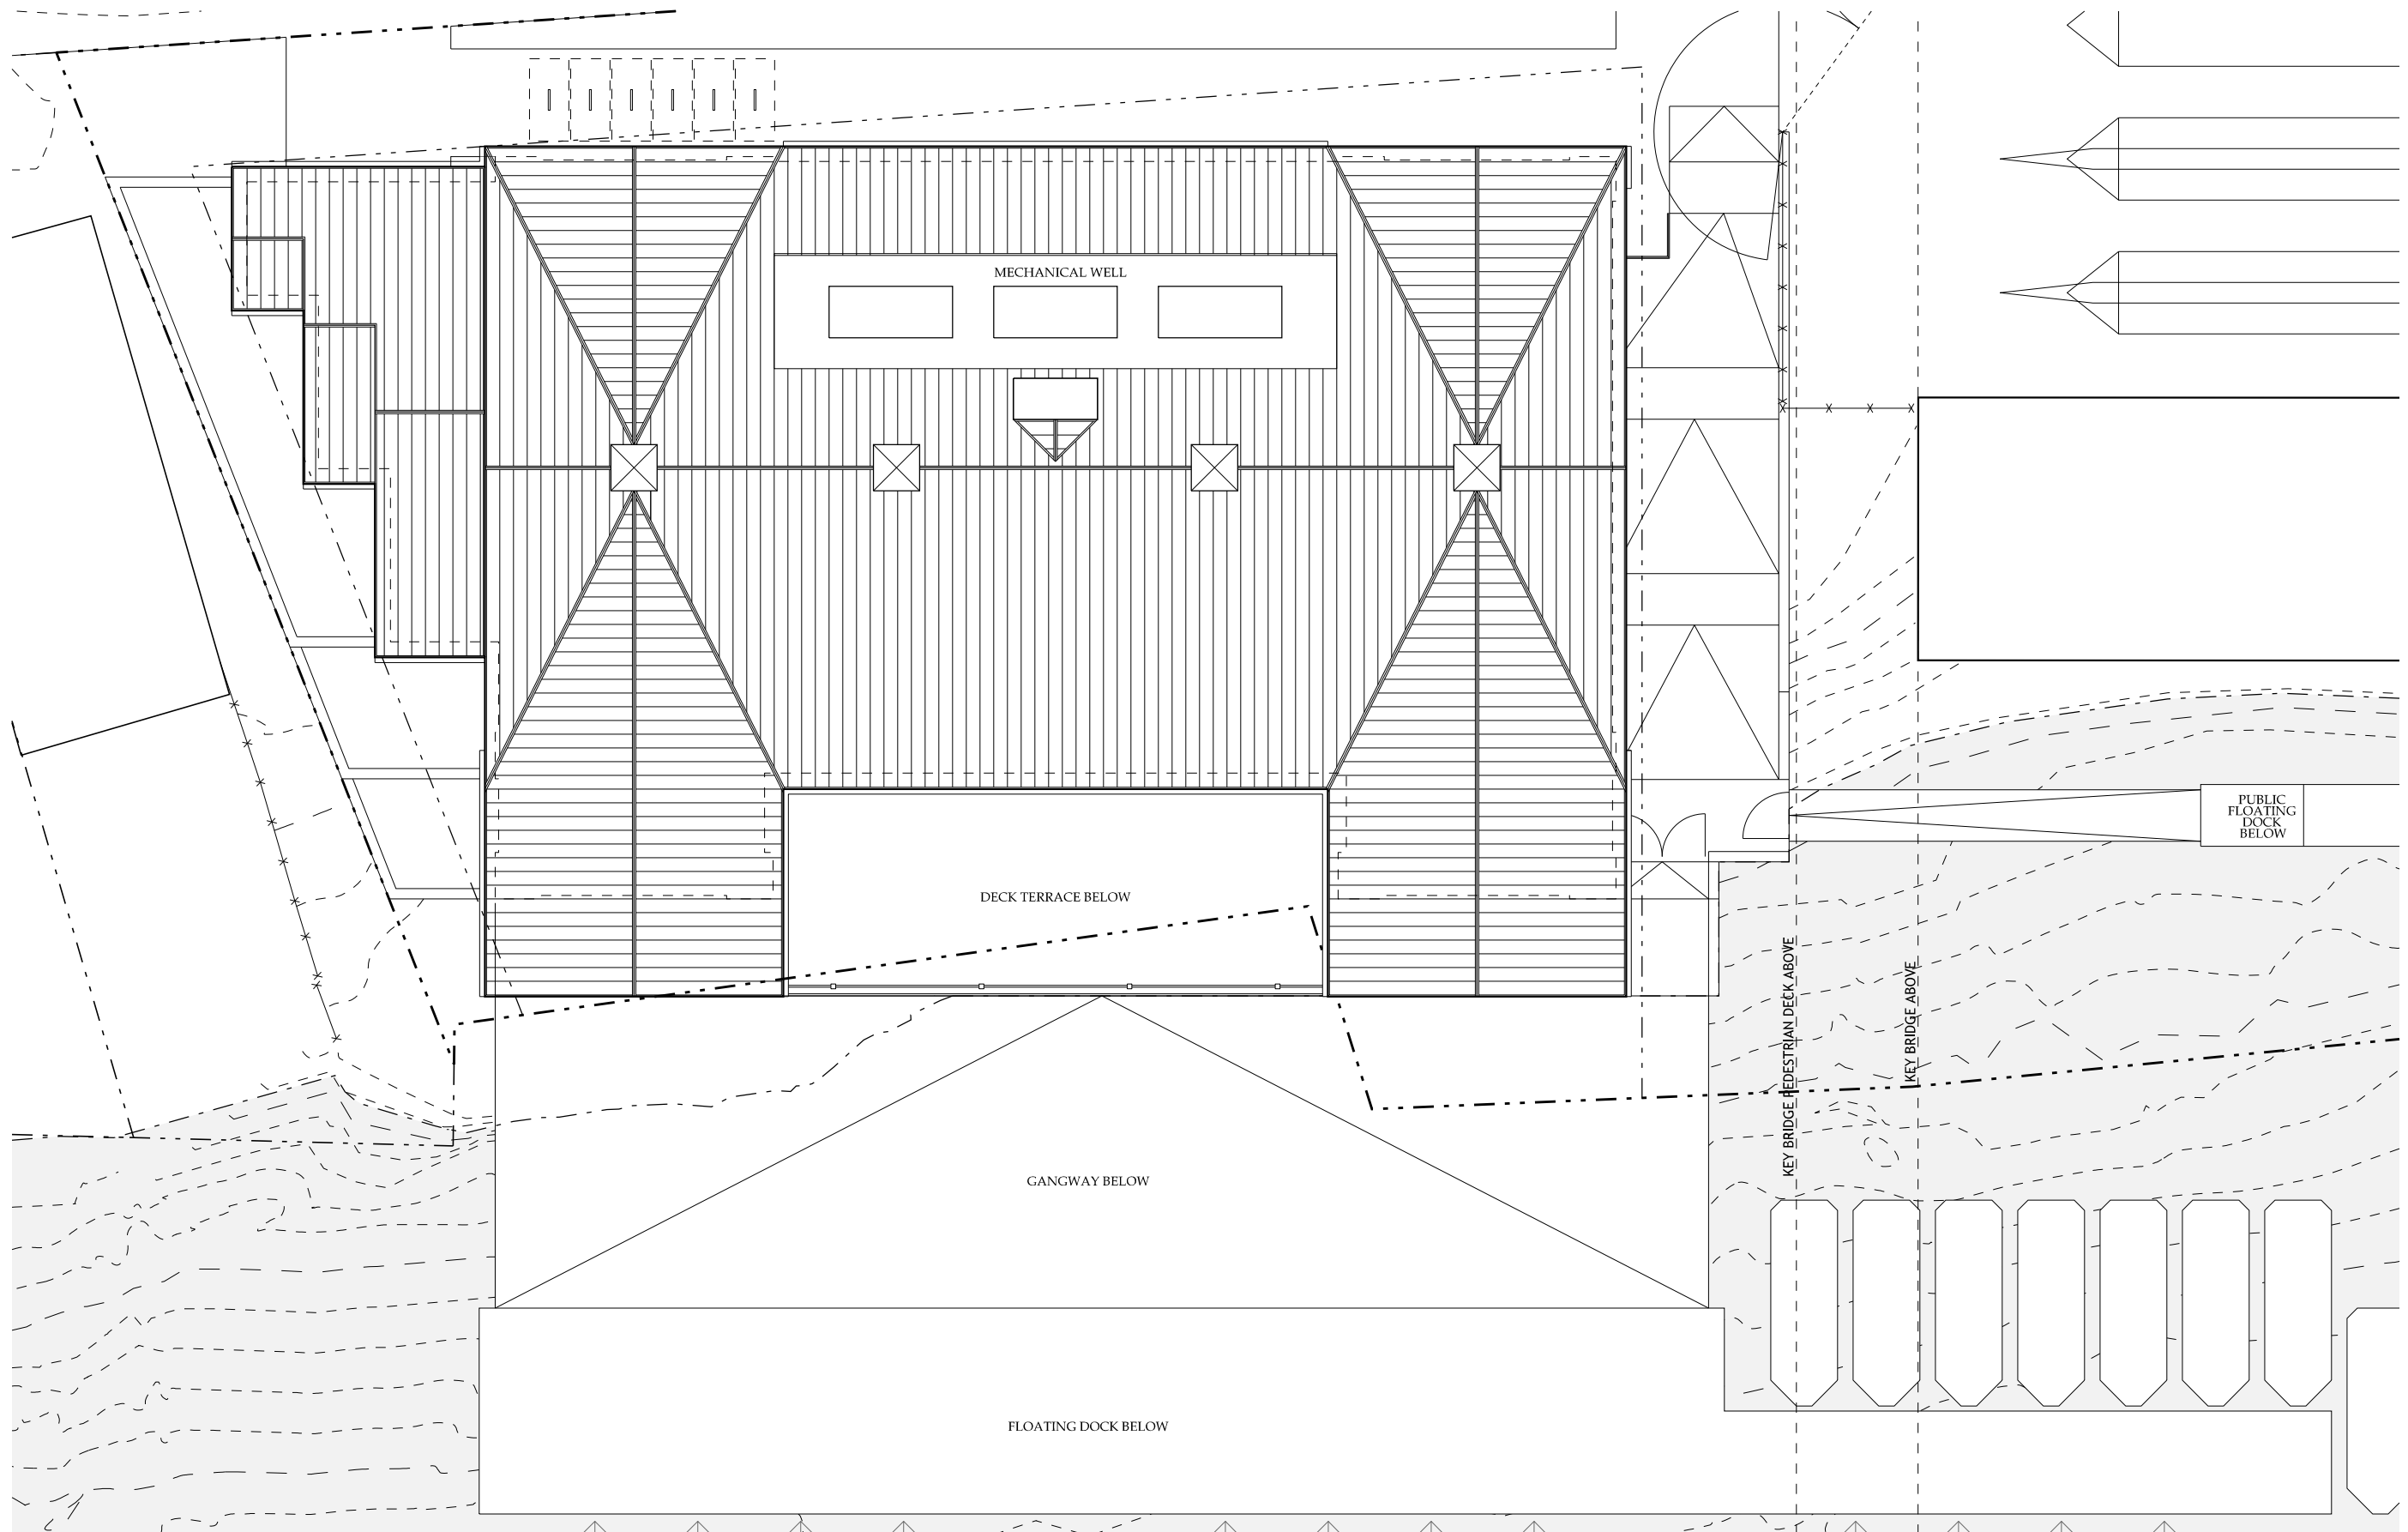 MECHANICAL WELL
PUBLIC
FLOATING
DOCK
BELOW
DECK TERRACE BELOW
KEY BRIDGE PEDESTRIAN DECK ABOVE
KEY BRIDGE ABOVE
GANGWAY BELOW
FLOATING DOCK BELOW